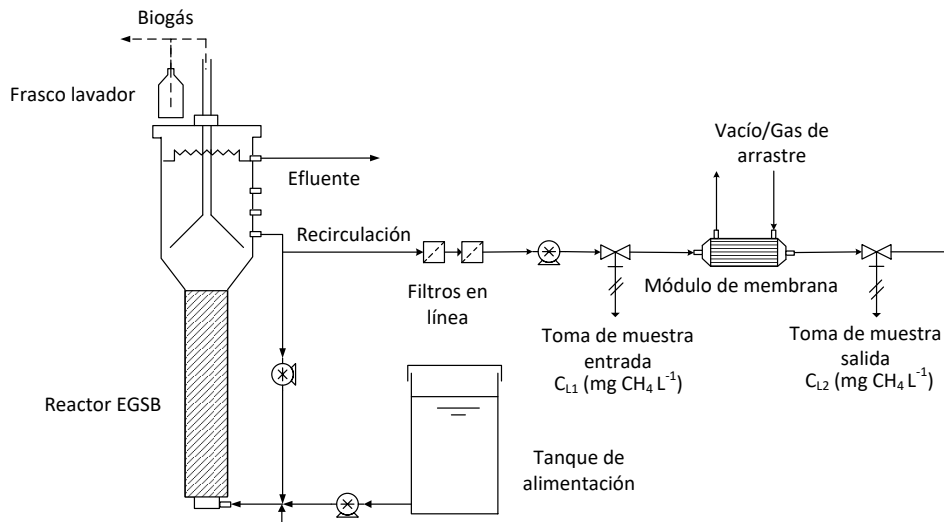 Biogás
Frasco lavador
Efluente
Recirculación
Vacío/Gas de
arrastre
Filtros en
línea
Módulo de membrana
Toma de muestra
entrada
C_L1 (mg CH_4 L^-1)
Toma de muestra
salida
C_L2 (mg CH_4 L^-1)
Reactor EGSB
Tanque de
alimentación